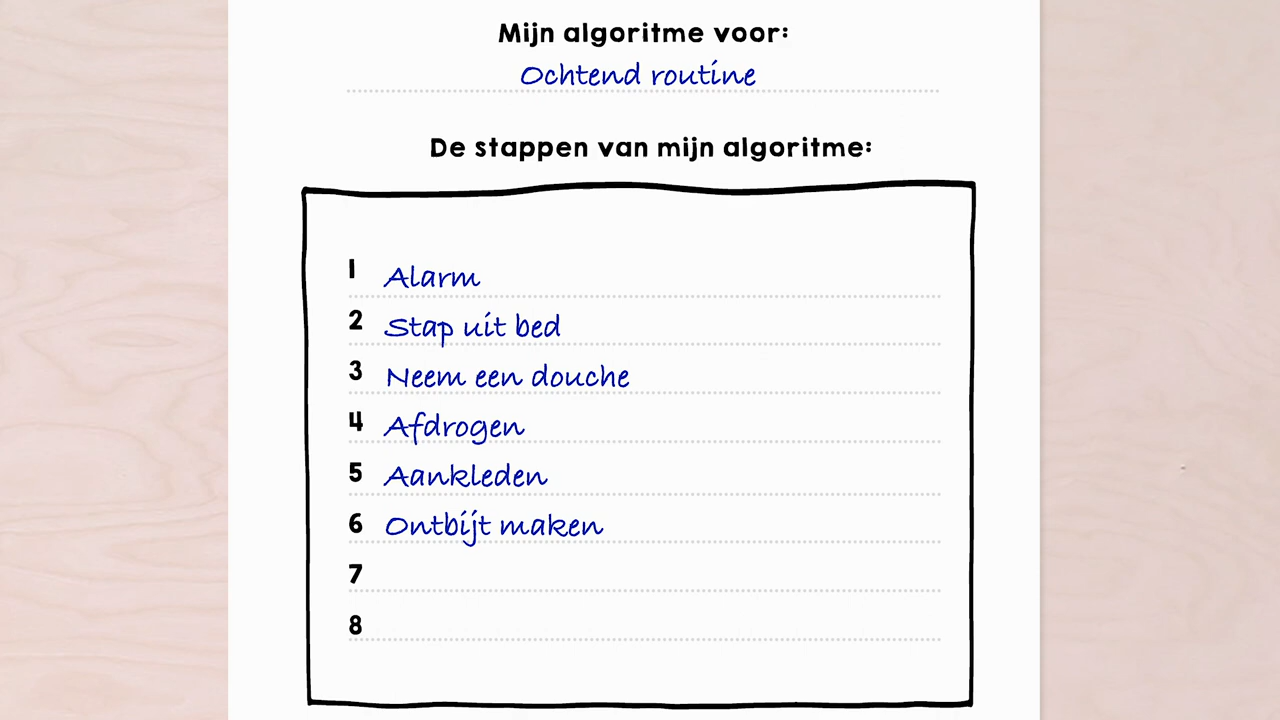 Mijn algoritme voor:
Ochtend routine
De stappen van mijn algoritme:
1 Alarm
2 Stap uit bed
3 Neem een douche
4 Afdrogen
5 Aankleden
6 Ontbijt maken
7
8